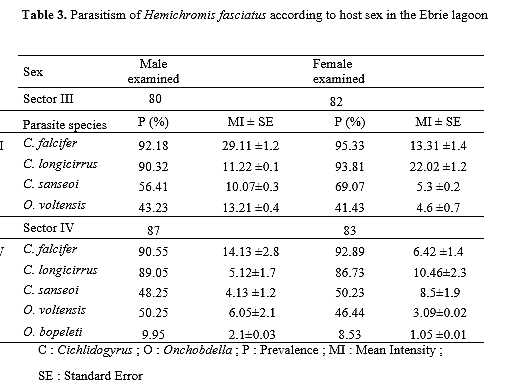 Table 3. Parasitism of Hemichromis fasciatus according to host sex in the Ebrie lagoon
Sex Male examined Female examined
Sector III 80 82
Parasite species P (%) MI ± SE P (%) MI ± SE
C. falcifer 92.18 29.11 ±1.2 95.33 13.31 ±1.4
C. longicirrus 90.32 11.22 ±0.1 93.81 22.02 ±1.2
C. sanseoi 56.41 10.07±0.3 69.07 5.3 ±0.2
O. voltensis 43.23 13.21 ±0.4 41.43 4.6 ±0.7
Sector IV 87 83
C. falcifer 90.55 14.13 ±2.8 92.89 6.42 ±1.4
C. longicirrus 89.05 5.12±1.7 86.73 10.46±2.3
C. sanseoi 48.25 4.13 ±1.2 50.23 8.5±1.9
O. voltensis 50.25 6.05±2.1 46.44 3.09±0.02
O. bopeleti 9.95 2.1±0.03 8.53 1.05 ±0.01
C : Cichlidogyrus ; O : Onchobdella ; P : Prevalence ; MI : Mean Intensity ;
SE : Standard Error